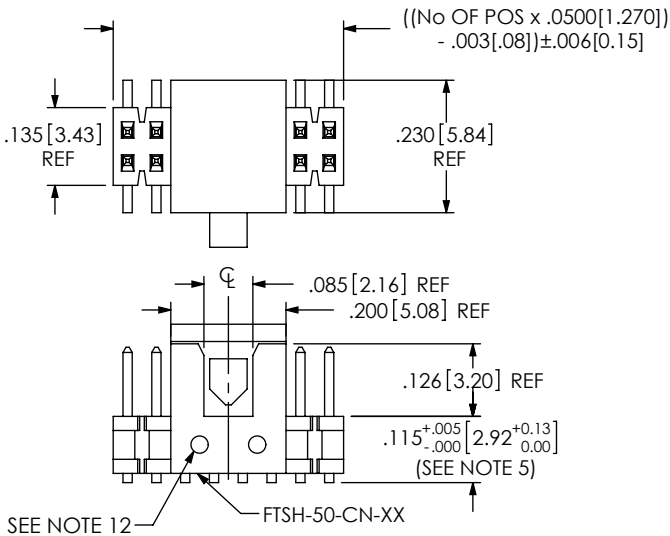 ((No OF POS x .0500[1.270])
- .003[.08])±.006[0.15]
.135[3.43]
REF
.230[5.84]
REF
℄
.085[2.16] REF
.200[5.08] REF
.126[3.20] REF
.115+.005-.000[2.92+0.13 0.00]
(SEE NOTE 5)
SEE NOTE 12
FTSH-50-CN-XX